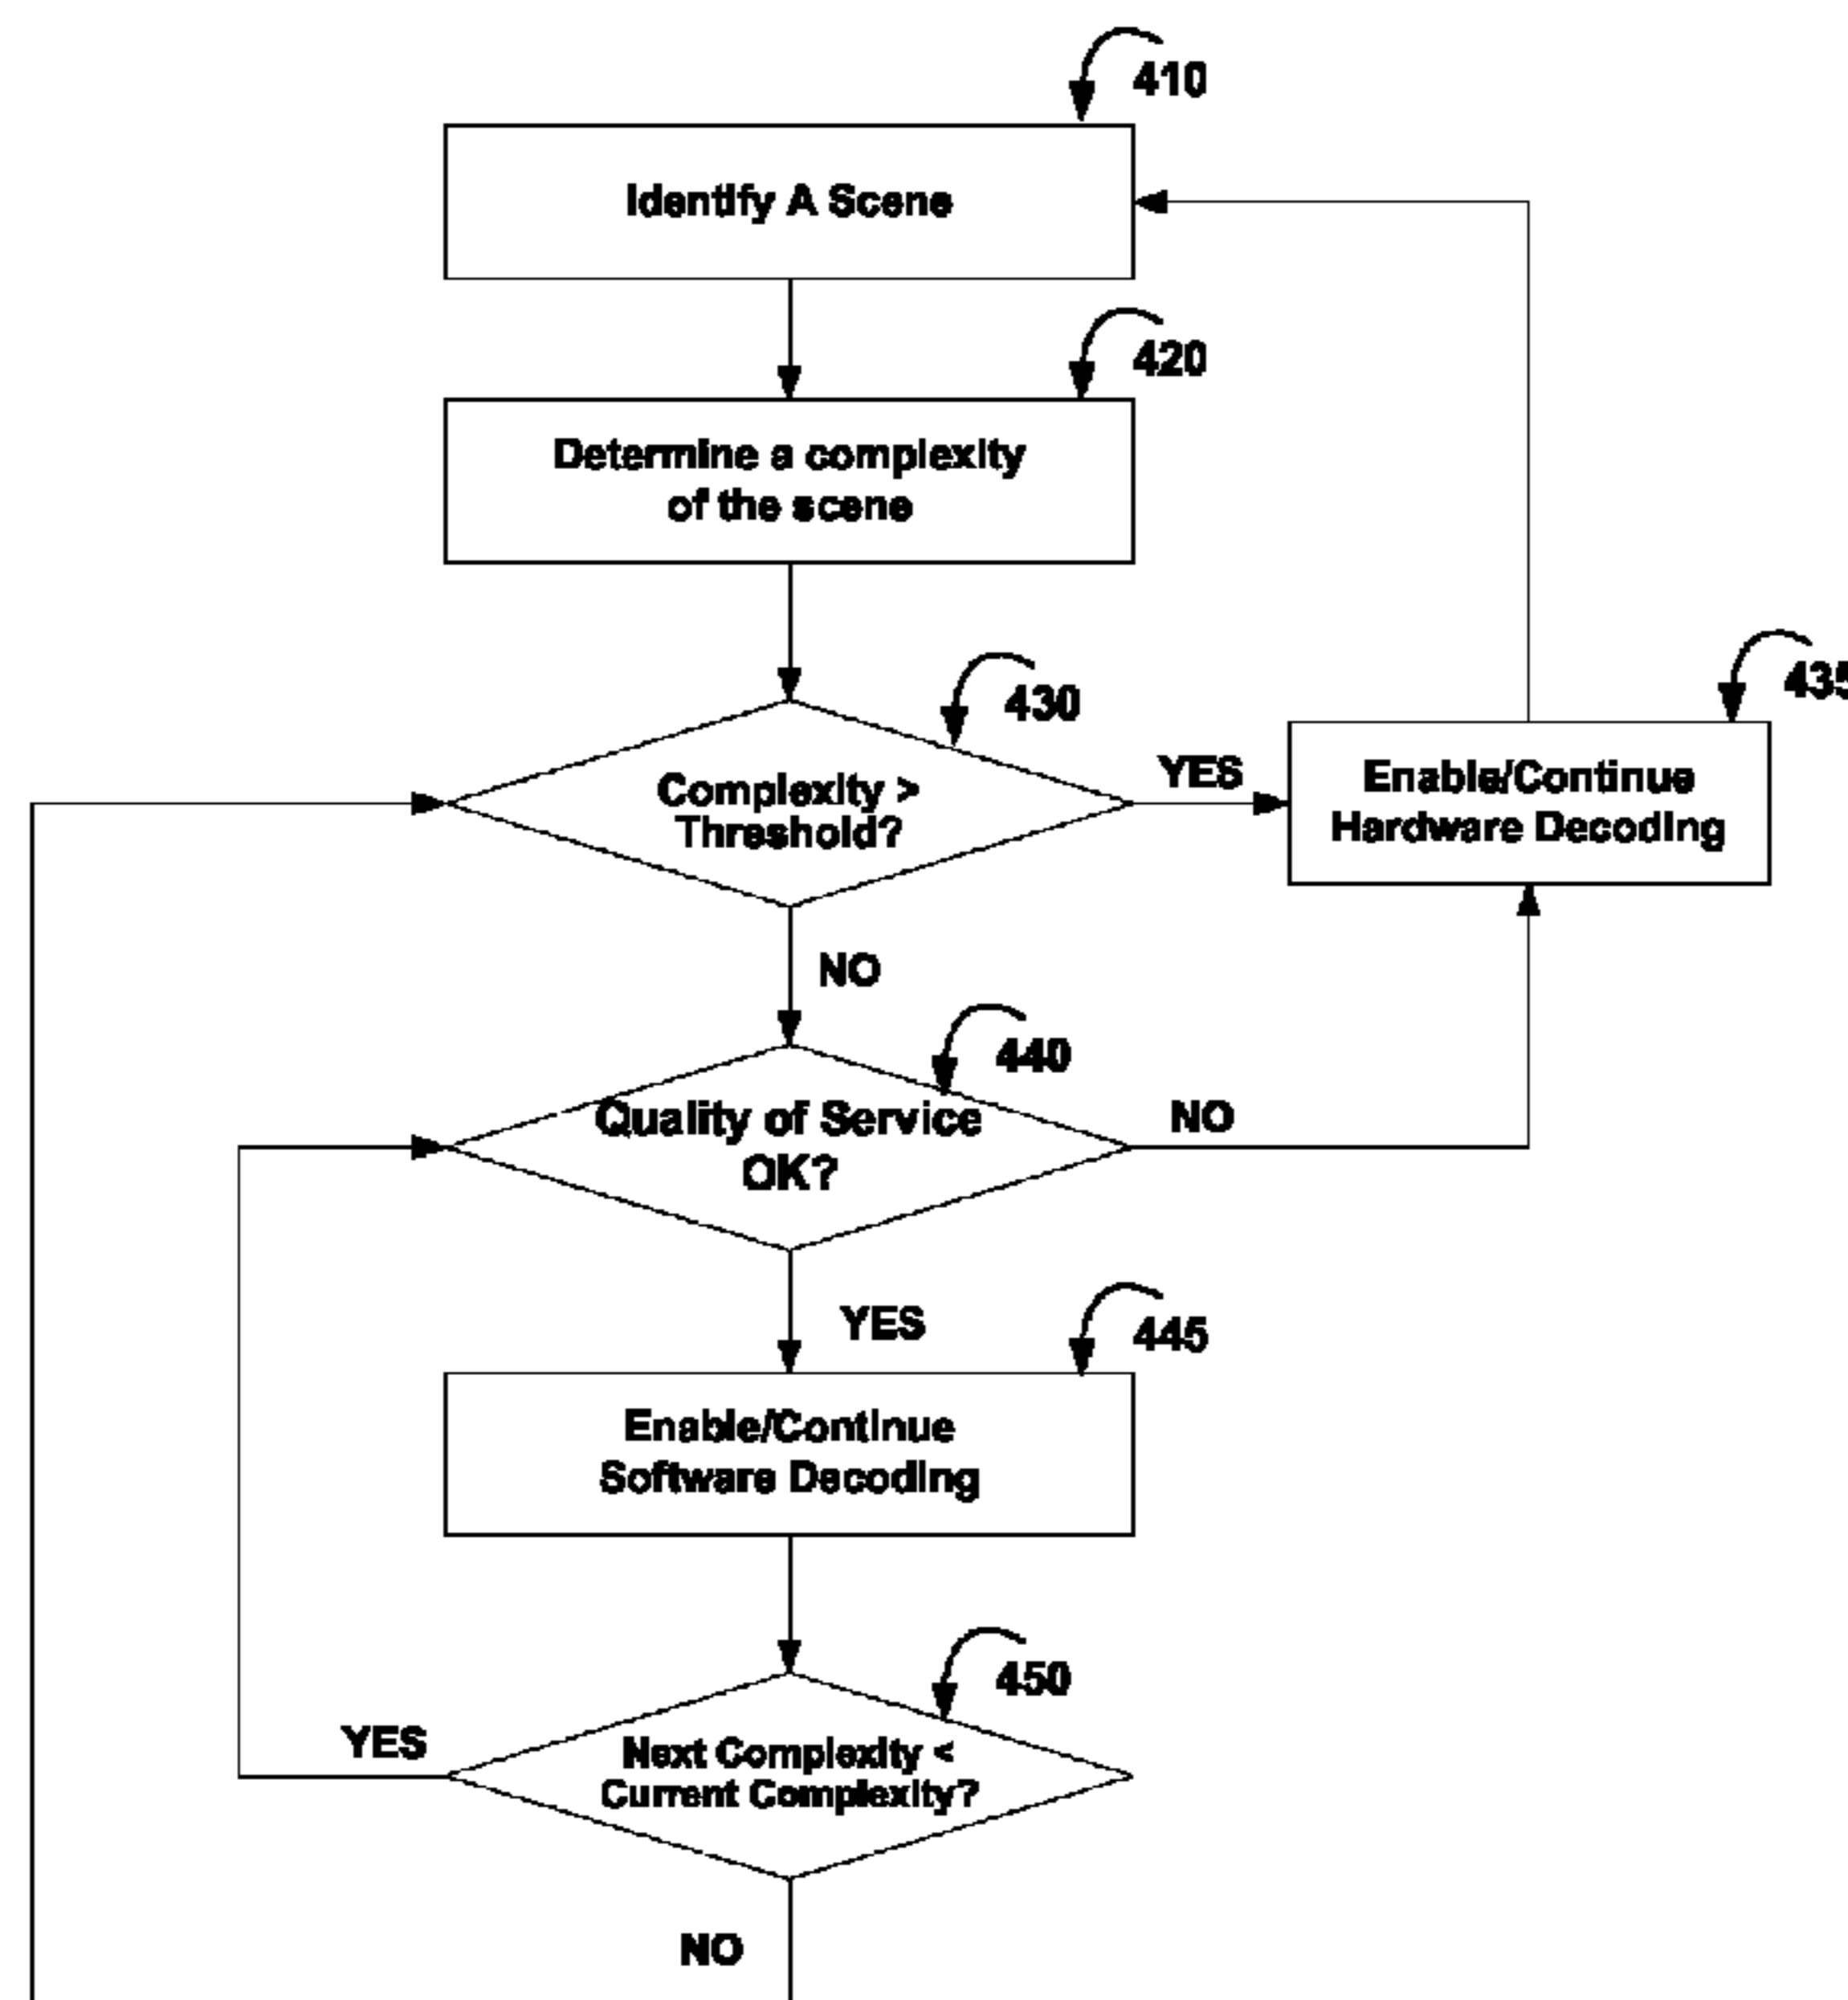 410
Identify A Scene
420
Determine a complexity
of the scene
430
435
Complexity >
Threshold?
YES
Enable/Continue
Hardware Decoding
NO
440
Quality of Service
OK?
NO
YES
445
Enable/Continue
Software Decoding
450
YES
Next Complexity <
Current Complexity?
NO